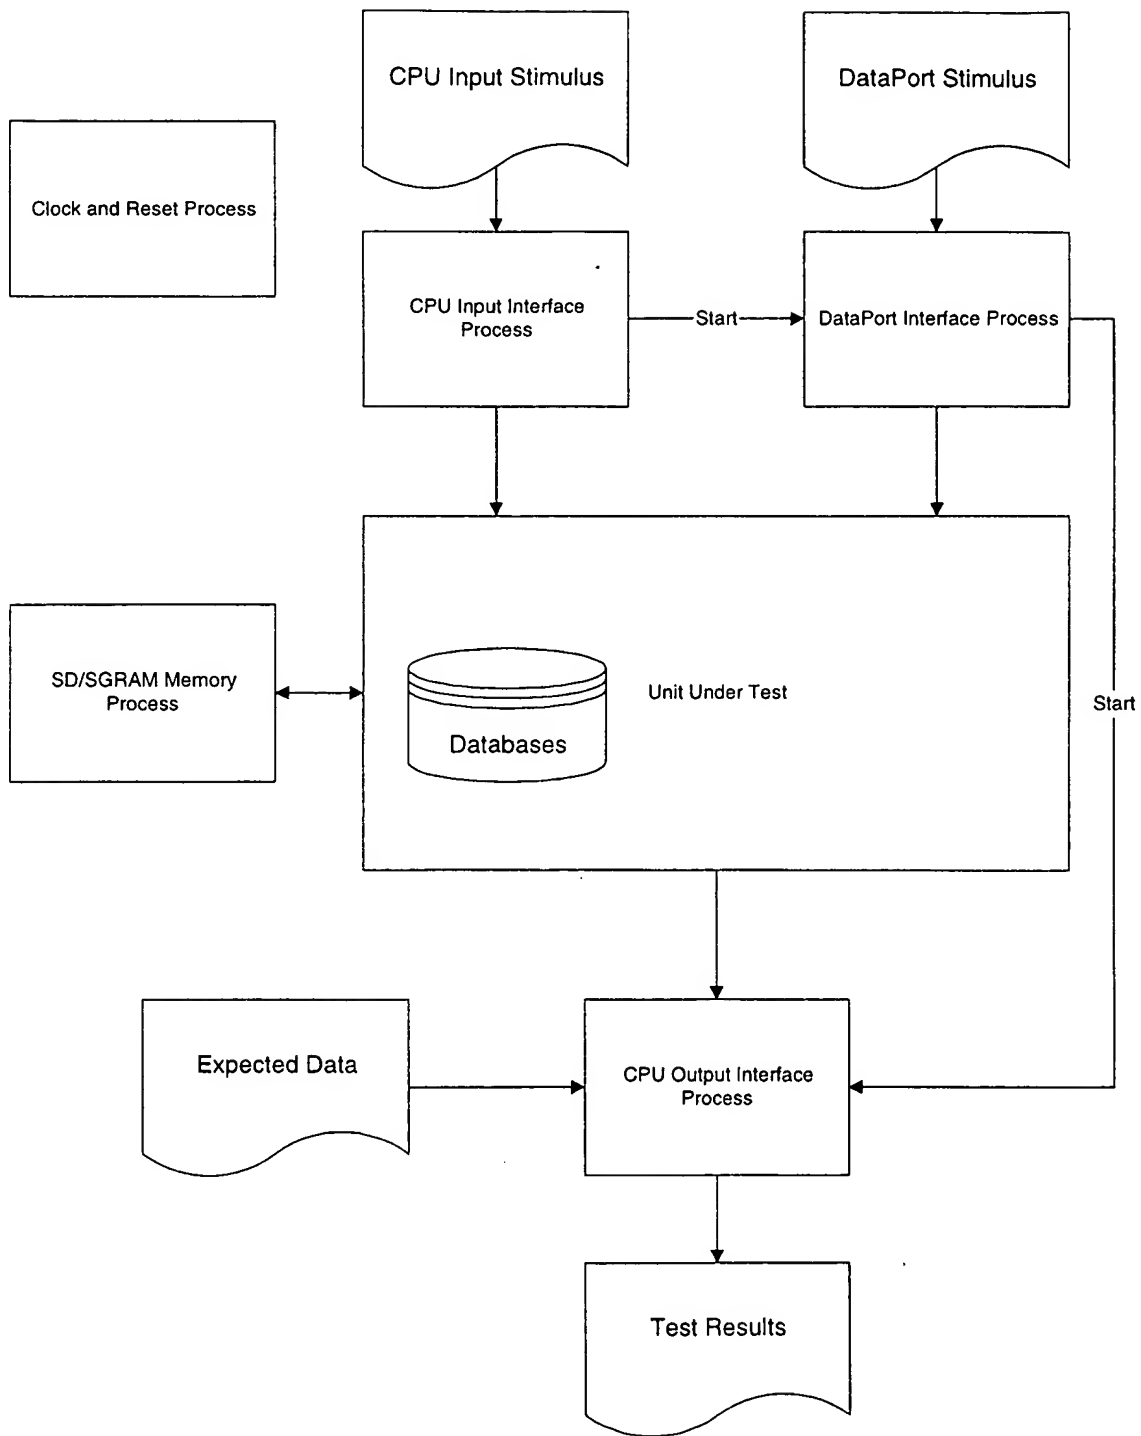 CPU Input Stimulus
DataPort Stimulus
Clock and Reset Process
CPU Input Interface
Process
Start
DataPort Interface Process
SD/SGRAM Memory
Process
Databases
Unit Under Test
Start
Expected Data
CPU Output Interface
Process
Test Results